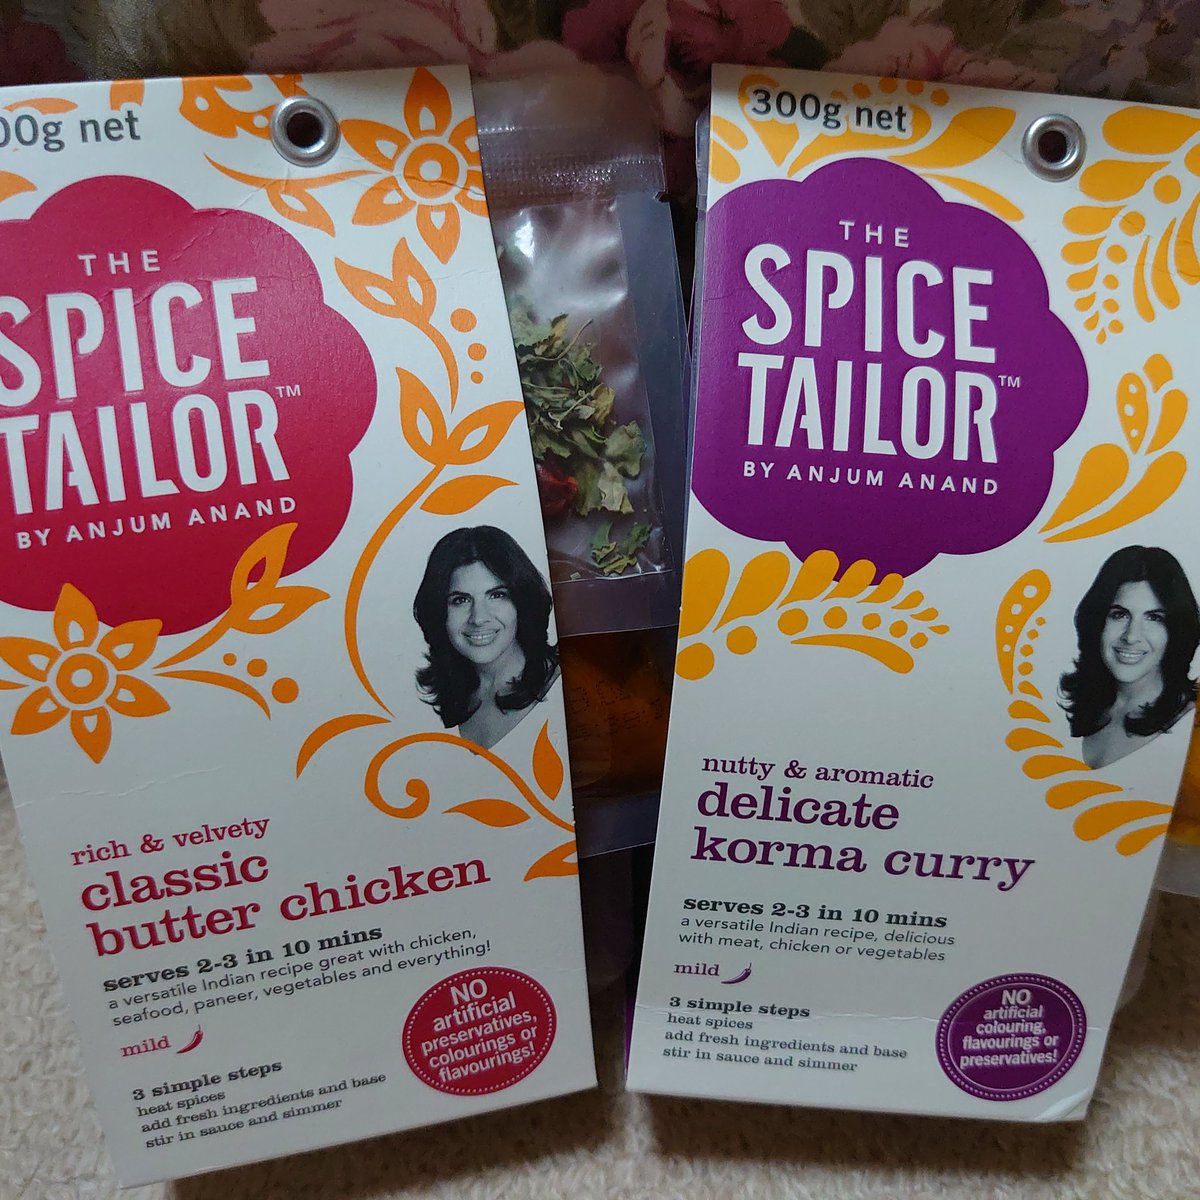 00g net
THE
SPICE
TAILOR™
BY ANJUM ANAND
rich & velvety
classic
butter chicken
serves 2-3 in 10 mins
a versatile Indian recipe great with chicken,
seafood, paneer, vegetables and everything!
mild
3 simple steps
heat spices
add fresh ingredients and base
stir in sauce and simmer
NO
artificial
preservatives,
colourings or
flavourings!
300g net
THE
SPICE
TAILOR™
BY ANJUM ANAND
nutty & aromatic
delicate
korma curry
serves 2-3 in 10 mins
a versatile Indian recipe, delicious
with meat, chicken or vegetables
mild
3 simple steps
heat spices
add fresh ingredients and base
stir in sauce and simmer
NO
artificial
colouring,
flavourings or
preservatives!